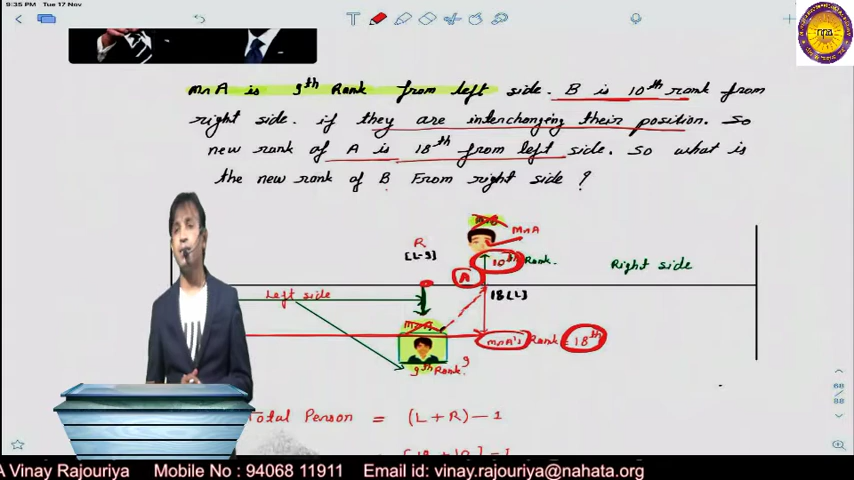 9:35 PM Tue 17 Nov
MnA is 9th Rank from left side. B is 10th rank from
right side. if they are interchanging their position. So
new rank of A is 18th from left side. so what is
the new rank of B From right side ?
R
[L-9]
MnA
10th Rank.
Right side
A
18 [L]
Left side
MnA
MnA's Rank = 18th
9th Rank.
9
Total Person = (L + R) - 1
68
88
A Vinay Rajouriya Mobile No : 94068 11911 Email id: vinay.rajouriya@nahata.org